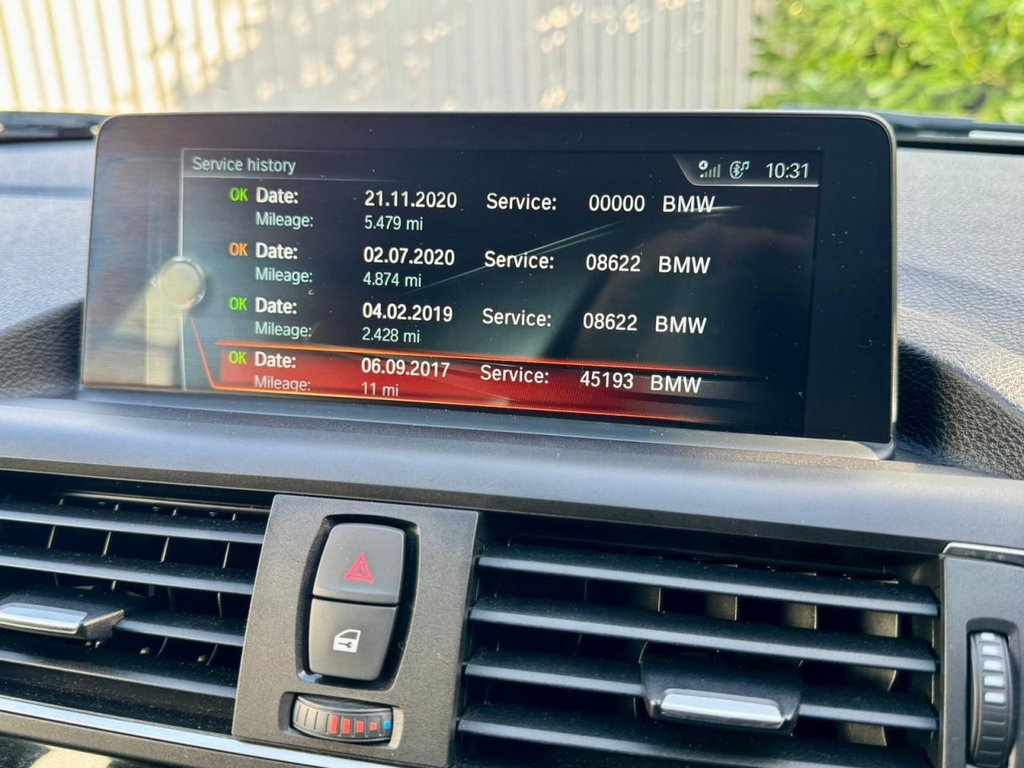 Service history 10:31
OK Date: 21.11.2020 Service: 00000 BMW
Mileage: 5.479 mi
OK Date: 02.07.2020 Service: 08622 BMW
Mileage: 4.874 mi
OK Date: 04.02.2019 Service: 08622 BMW
Mileage: 2.428 mi
OK Date: 06.09.2017 Service: 45193 BMW
Mileage: 11 mi